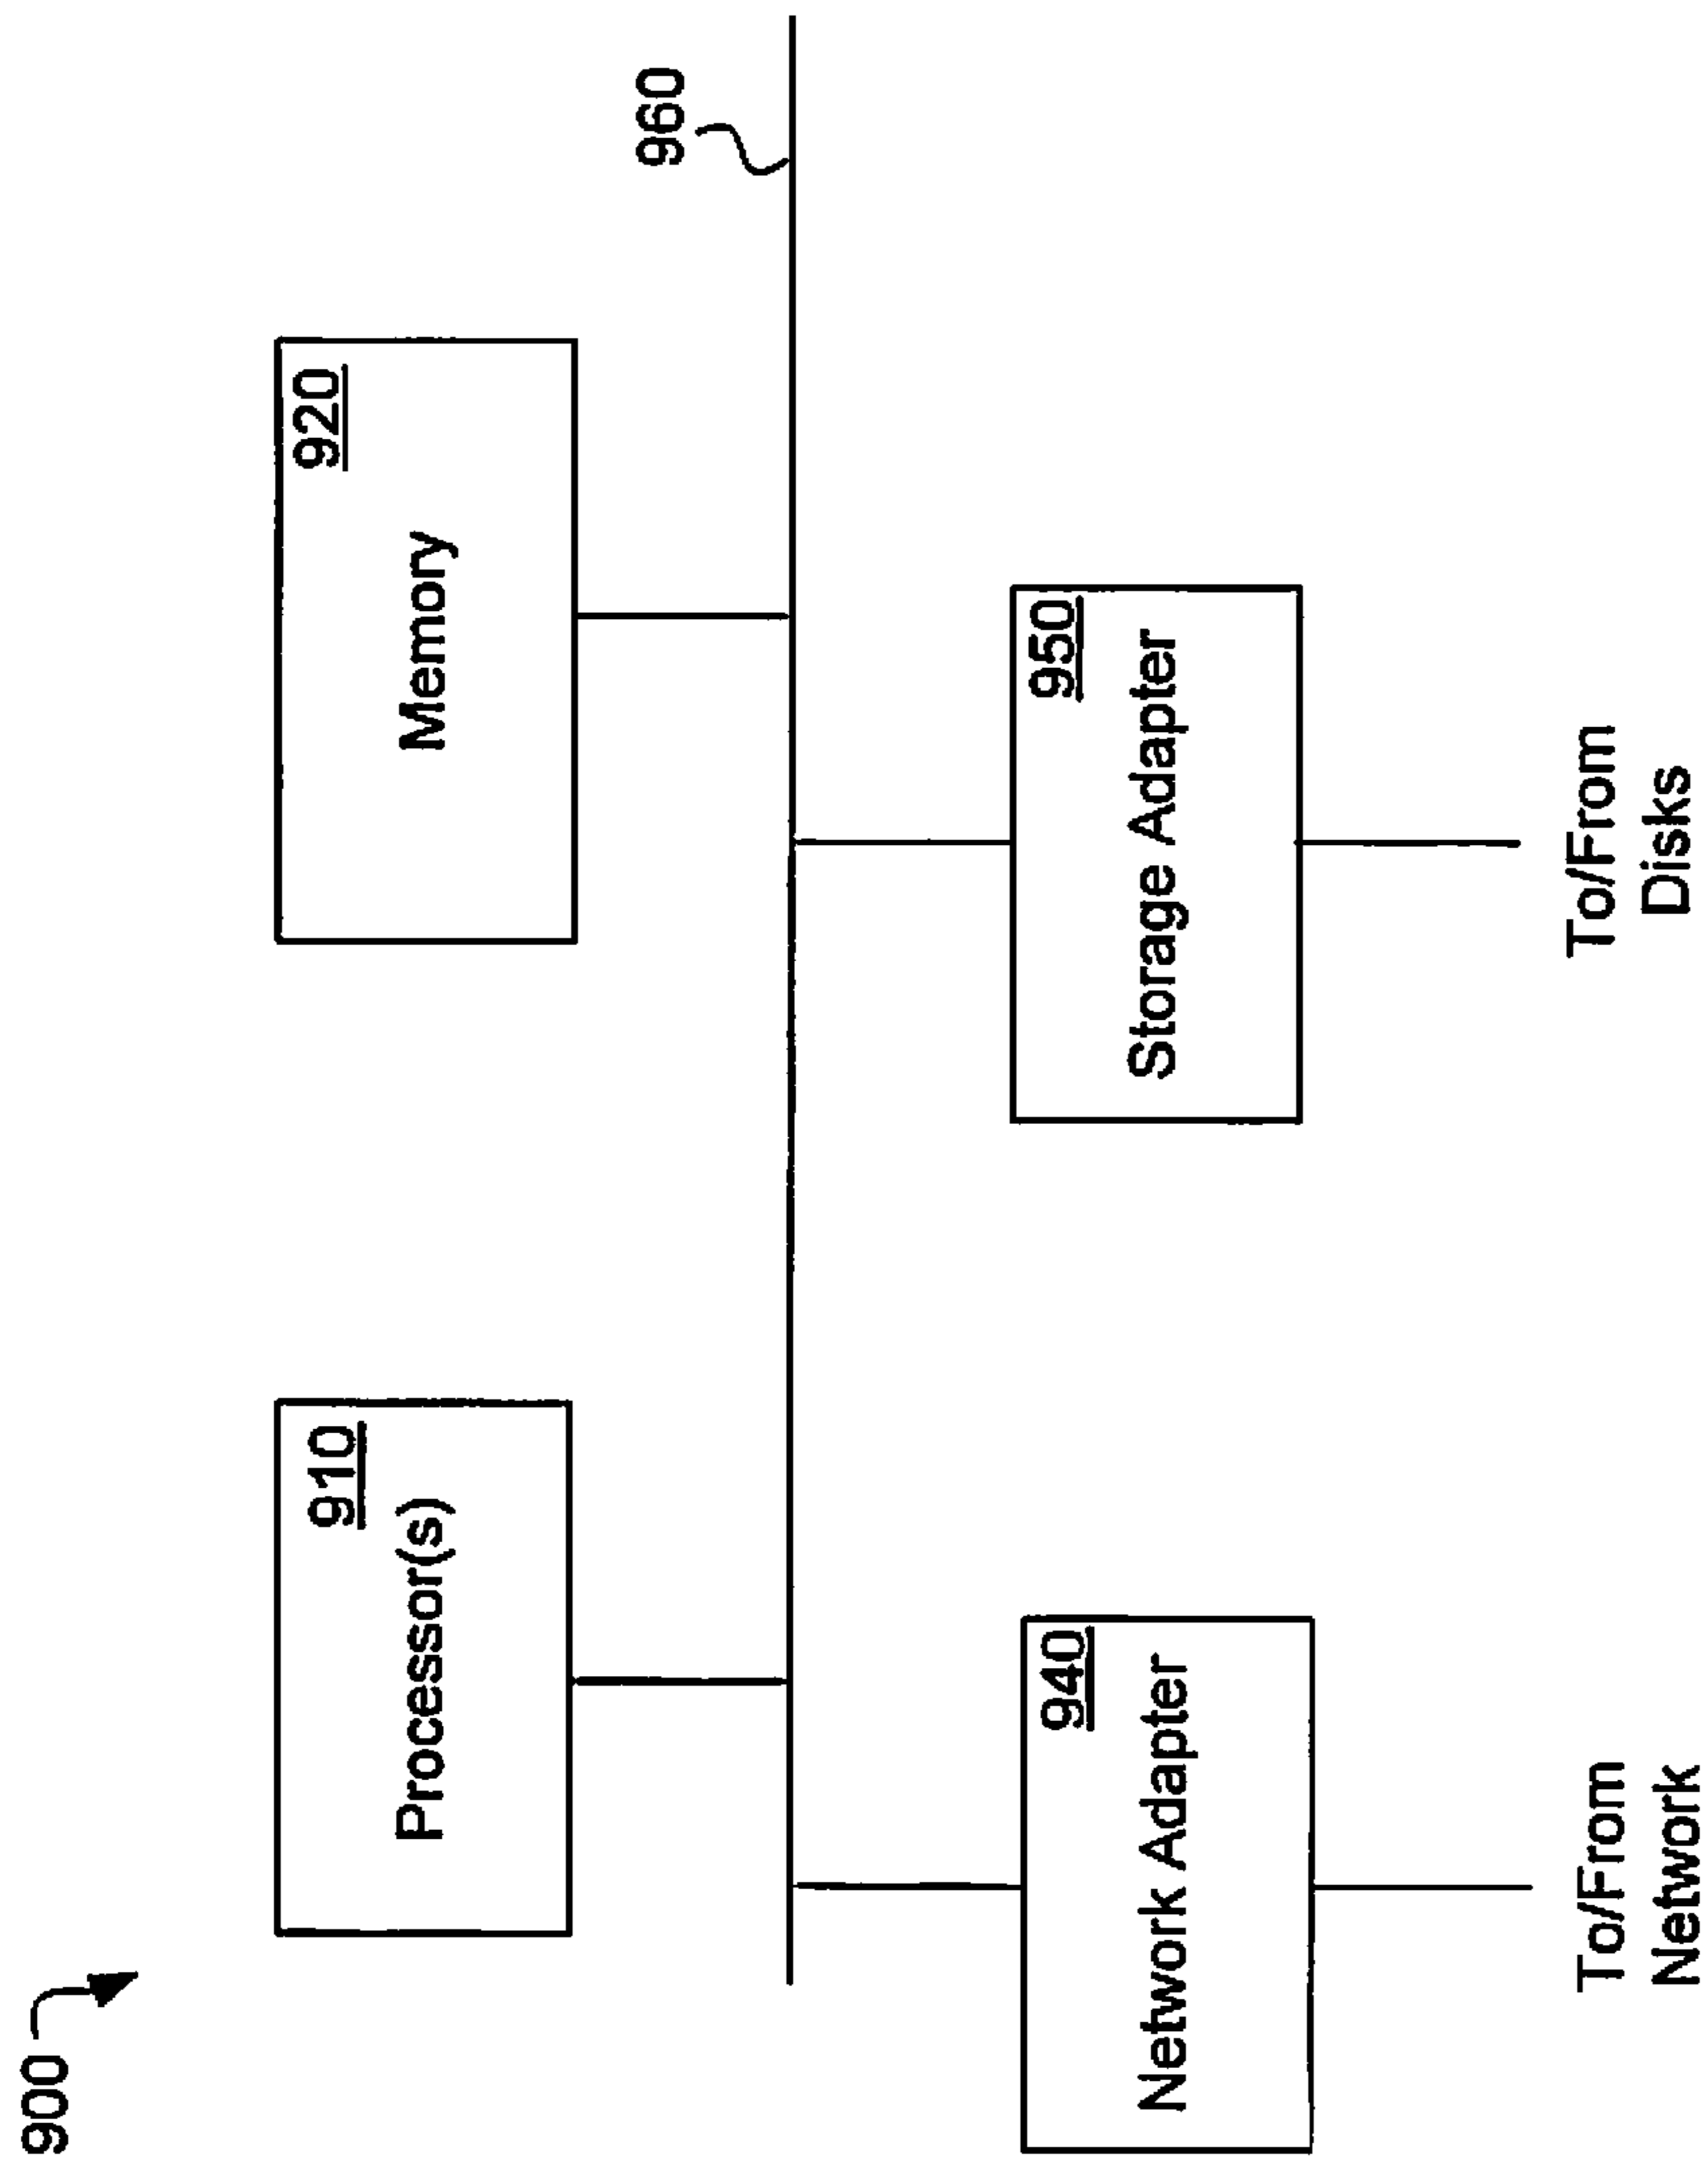 900
910
Processor(s)
920
Memory
960
940
Network Adapter
950
Storage Adapter
To/From
Network
To/From
Disks